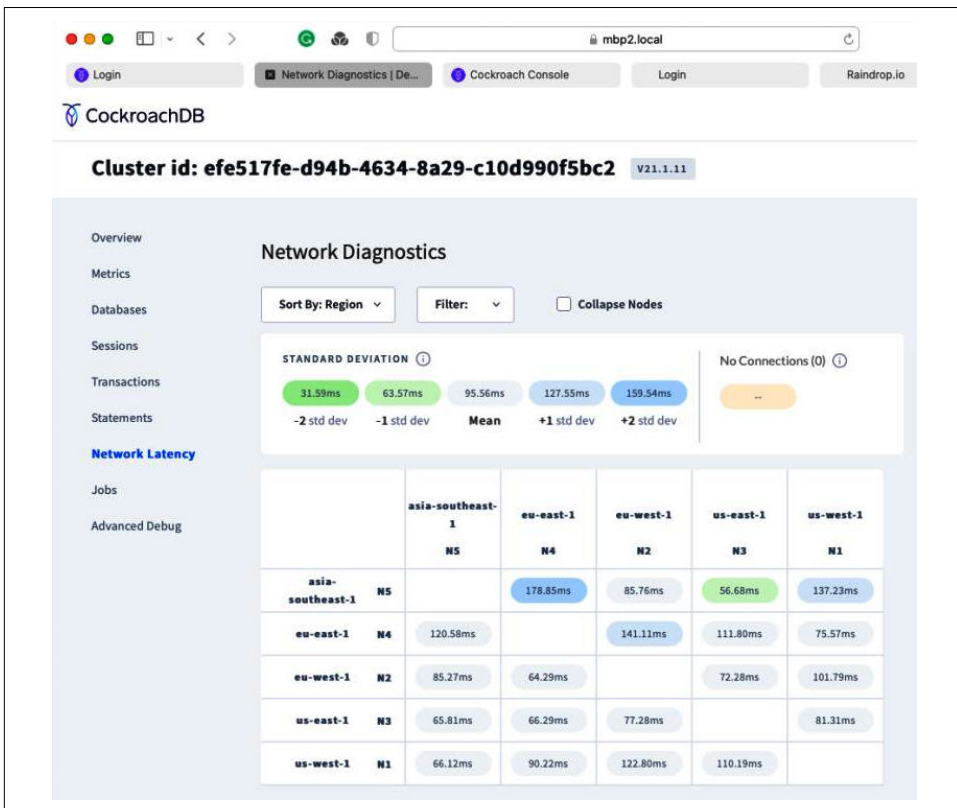 mbp2.local
Login Network Diagnostics | De... Cockroach Console Login Raindrop.io
CockroachDB
Cluster id: efe517fe-d94b-4634-8a29-c10d990f5bc2 V21.1.11
Overview
Metrics
Databases
Sessions
Transactions
Statements
Network Latency
Jobs
Advanced Debug
Network Diagnostics
Sort By: Region Filter: Collapse Nodes
STANDARD DEVIATION No Connections (0)
31.59ms 63.57ms 95.56ms 127.55ms 159.54ms --
-2 std dev -1 std dev Mean +1 std dev +2 std dev
asia-southeast-
1 eu-east-1 eu-west-1 us-east-1 us-west-1
N5 N4 N2 N3 N1
asia-
southeast-1 N5 178.85ms 85.76ms 56.68ms 137.23ms
eu-east-1 N4 120.58ms 141.11ms 111.80ms 75.57ms
eu-west-1 N2 85.27ms 64.29ms 72.28ms 101.79ms
us-east-1 N3 65.81ms 66.29ms 77.28ms 81.31ms
us-west-1 N1 66.12ms 90.22ms 122.80ms 110.19ms